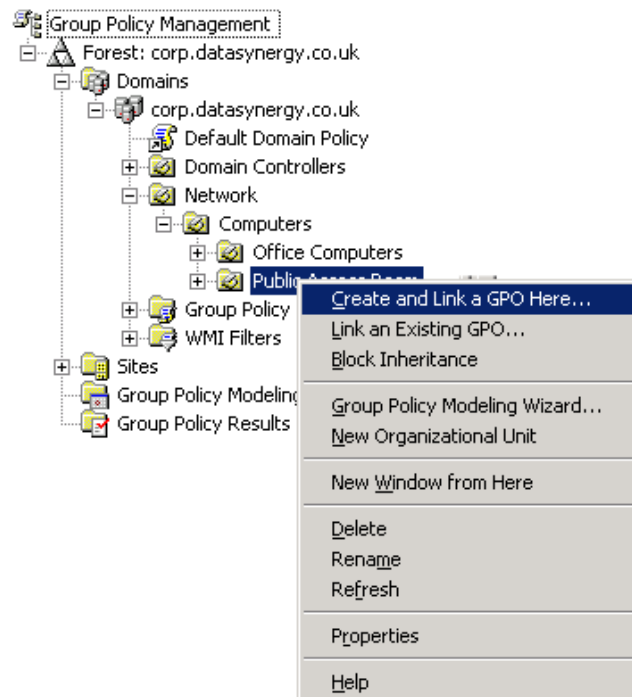 Group Policy Management
Forest: corp.datasynergy.co.uk
Domains
corp.datasynergy.co.uk
Default Domain Policy
Domain Controllers
Network
Computers
Office Computers
Public Access Room
Group Policy
WMI Filters
Sites
Group Policy Modeling
Group Policy Results
Create and Link a GPO Here...
Link an Existing GPO...
Block Inheritance
Group Policy Modeling Wizard...
New Organizational Unit
New Window from Here
Delete
Rename
Refresh
Properties
Help